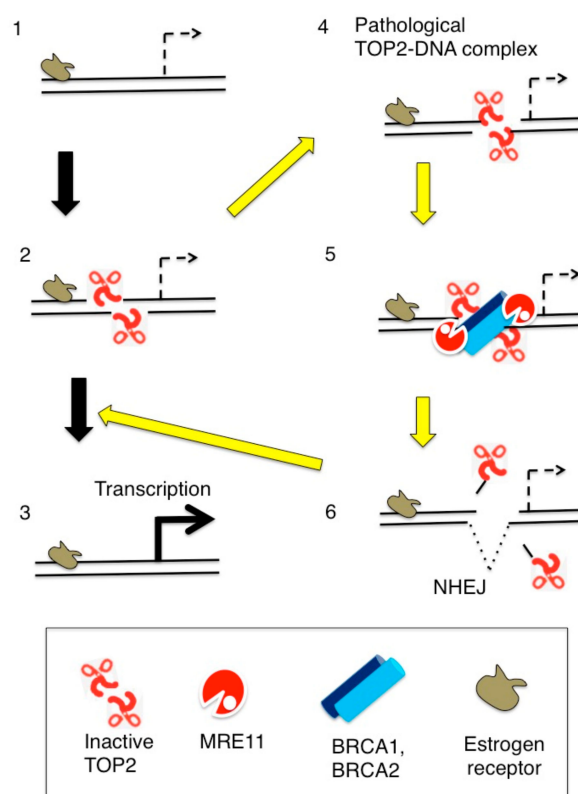 1
4
Pathological
TOP2-DNA complex
2
5
Transcription
3
6
NHEJ
Inactive
TOP2
MRE11
BRCA1,
BRCA2
Estrogen
receptor